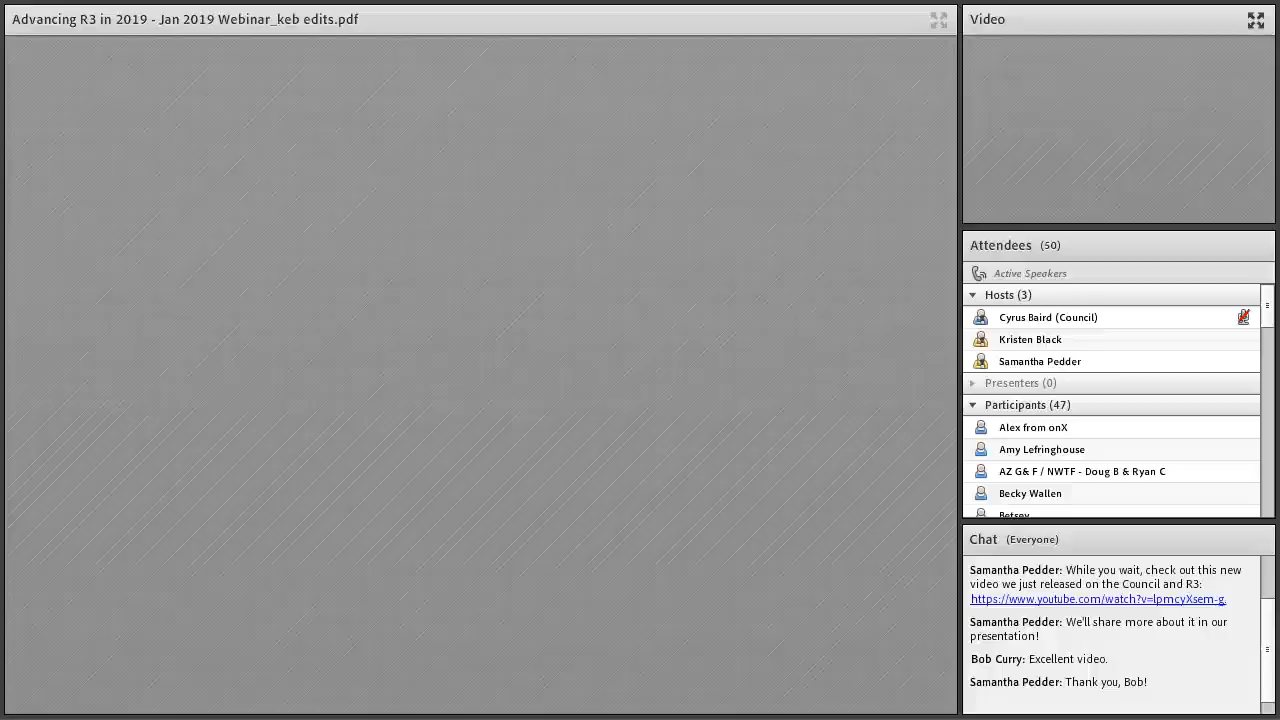 Advancing R3 in 2019 - Jan 2019 Webinar_keb edits.pdf
Video
Attendees (50)
Active Speakers
Hosts (3)
Cyrus Baird (Council)
Kristen Black
Samantha Pedder
Presenters (0)
Participants (47)
Alex from onX
Amy Lefringhouse
AZ G& F / NWTF - Doug B & Ryan C
Becky Wallen
Betsey
Chat (Everyone)
Samantha Pedder: While you wait, check out this new
video we just released on the Council and R3:
https://www.youtube.com/watch?v=lpmcyXsem-g.
Samantha Pedder: We'll share more about it in our
presentation!
Bob Curry: Excellent video.
Samantha Pedder: Thank you, Bob!